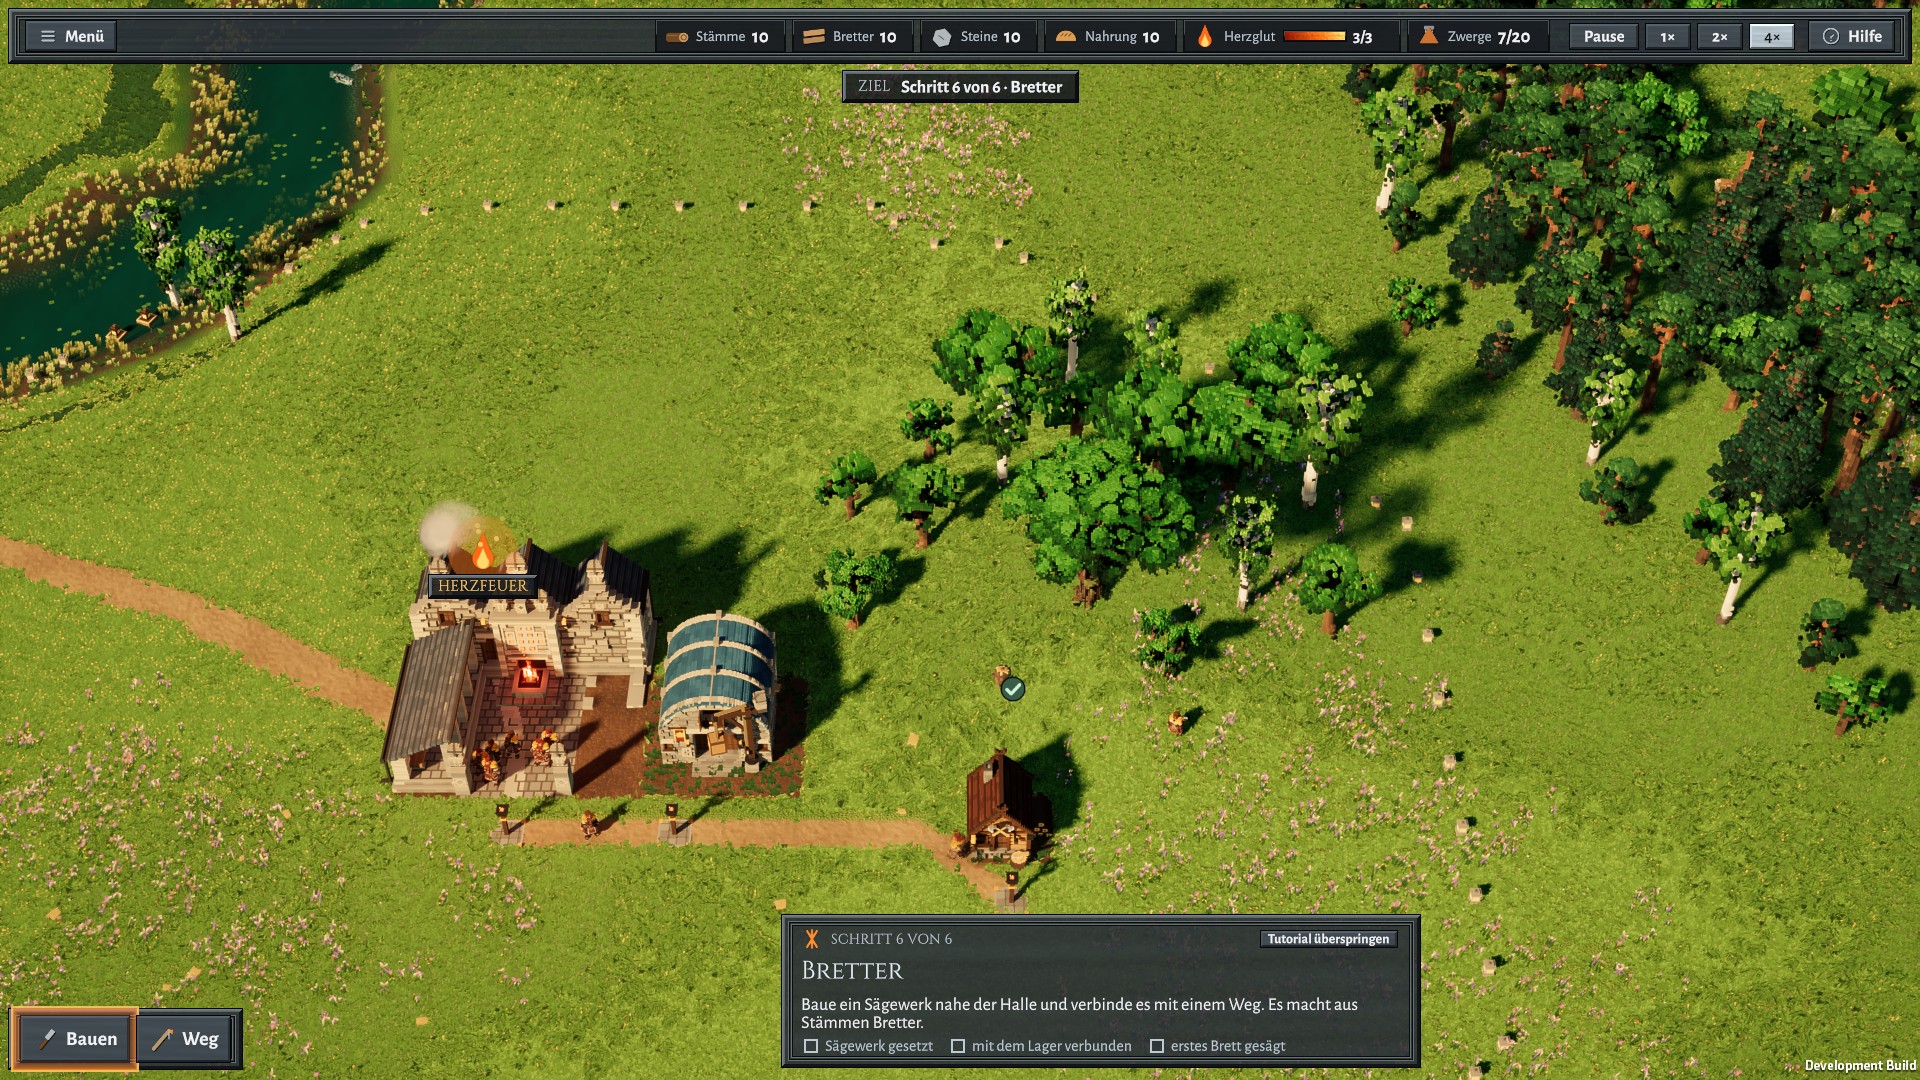 Menü
Stämme 10
Bretter 10
Steine 10
Nahrung 10
Herzglut 3/3
Zwerge 7/20
Pause
1×
2×
4×
Hilfe
ZIEL Schritt 6 von 6 · Bretter
HERZFEUER
SCHRITT 6 VON 6
Tutorial überspringen
BRETTER
Baue ein Sägewerk nahe der Halle und verbinde es mit einem Weg. Es macht aus
Stämmen Bretter.
Sägewerk gesetzt
mit dem Lager verbunden
erstes Brett gesägt
Bauen
Weg
Development Build